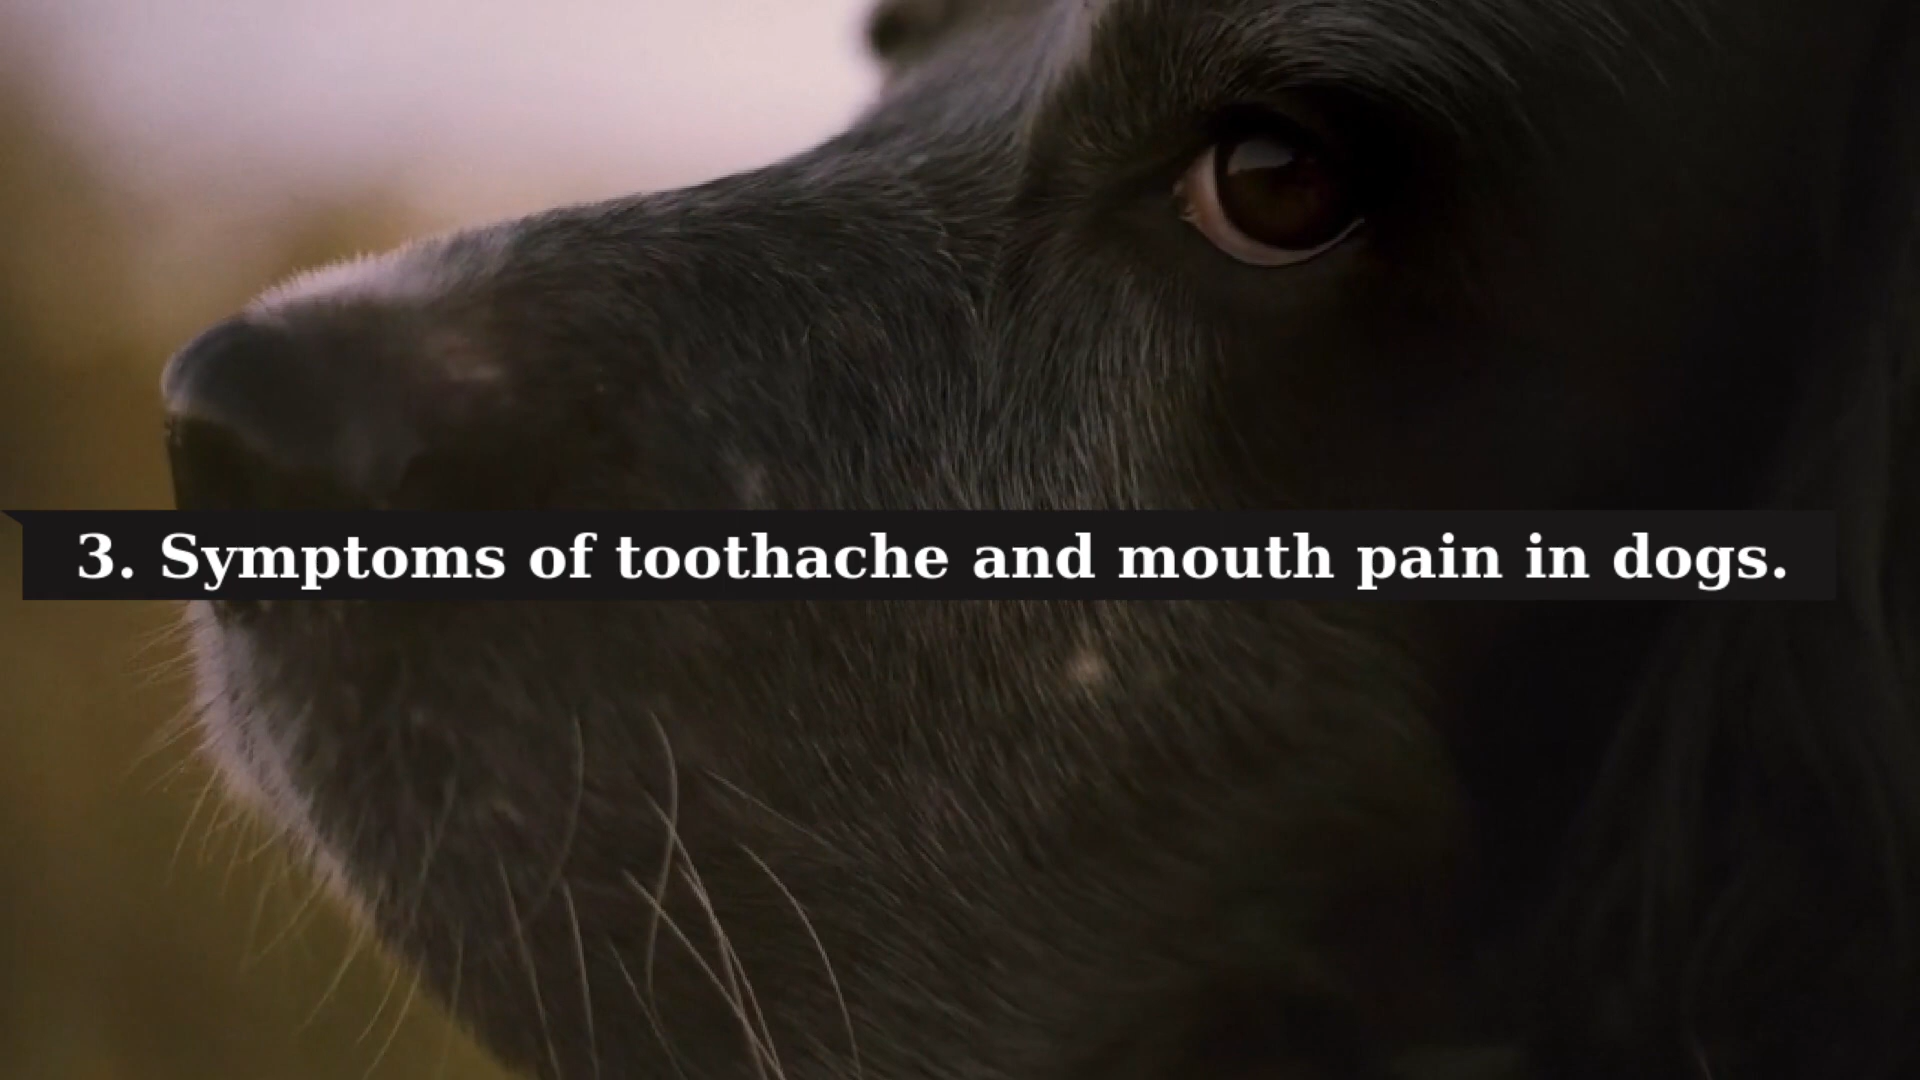 3. Symptoms of toothache and mouth pain in dogs.